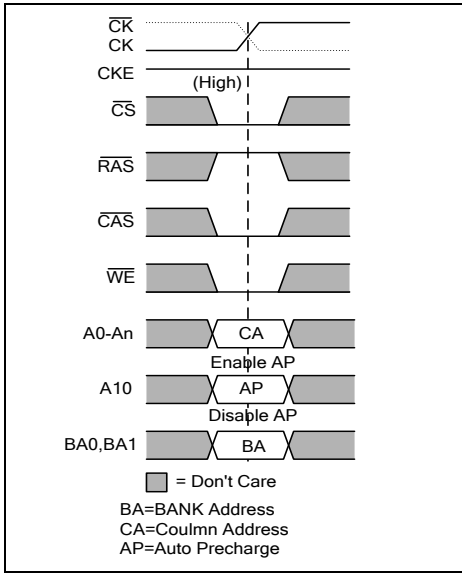 CK
CK
CKE
(High)
CS
RAS
CAS
WE
A0-An
CA
Enable AP
A10
AP
Disable AP
BA0,BA1
BA
= Don't Care
BA=BANK Address
CA=Coulmn Address
AP=Auto Precharge